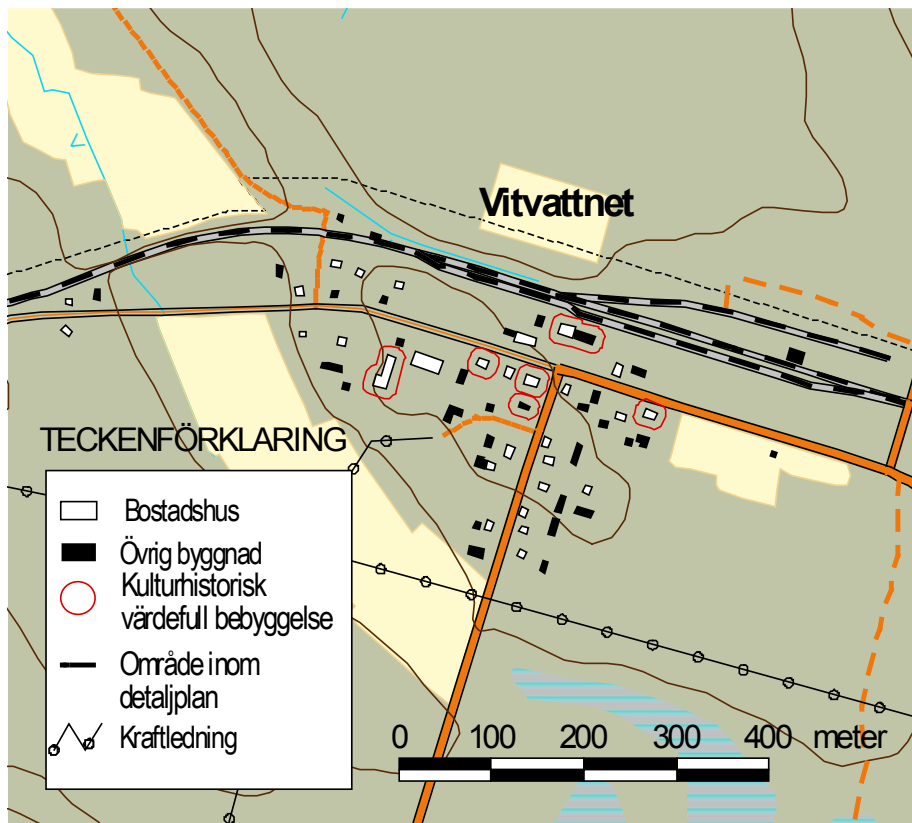 Vitvattnet
TECKENFÖRKLARING
Bostadshus
Övrig byggnad
Kulturhistorisk
värdefull bebyggelse
Område inom
detaljplan
Kraftledning
0 100 200 300 400 meter